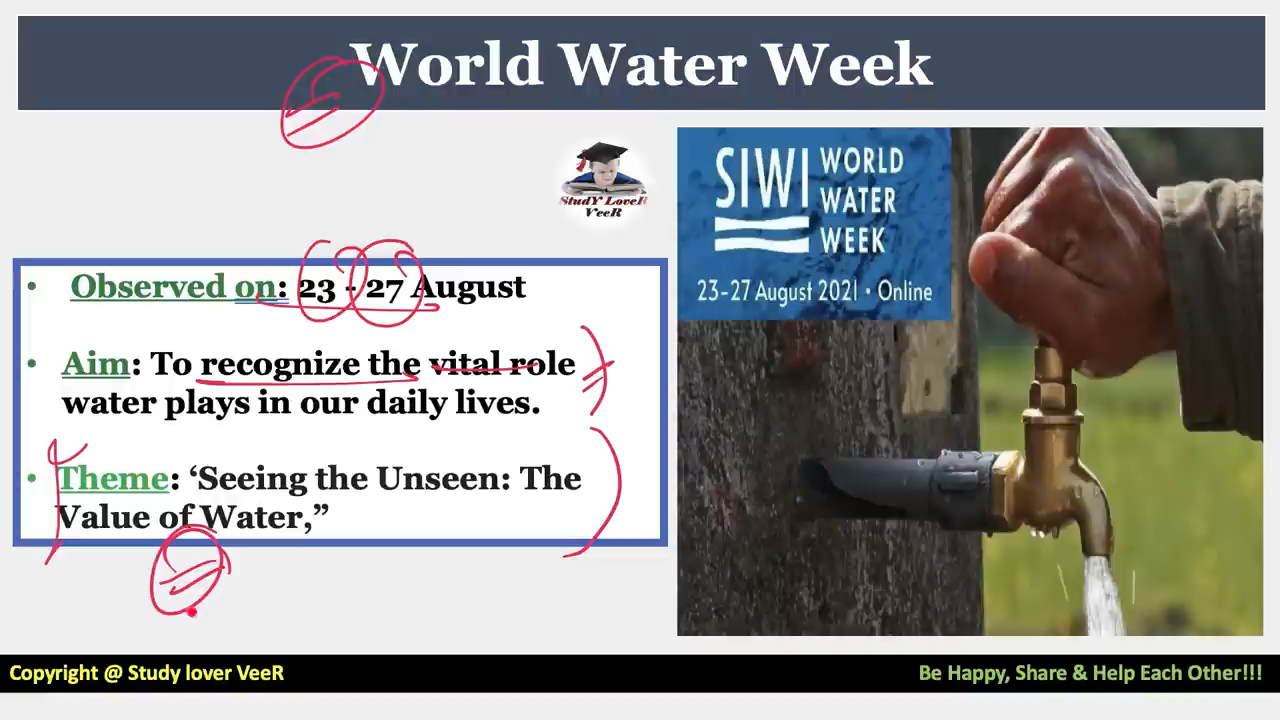 World Water Week
StudY LoveR
VeeR
SIWI WORLD
WATER
WEEK
23-27 August 2021 • Online
• Observed on: 23 - 27 August
• Aim: To recognize the vital role
water plays in our daily lives.
• Theme: ‘Seeing the Unseen: The
Value of Water,”
Copyright @ Study lover VeeR
Be Happy, Share & Help Each Other!!!